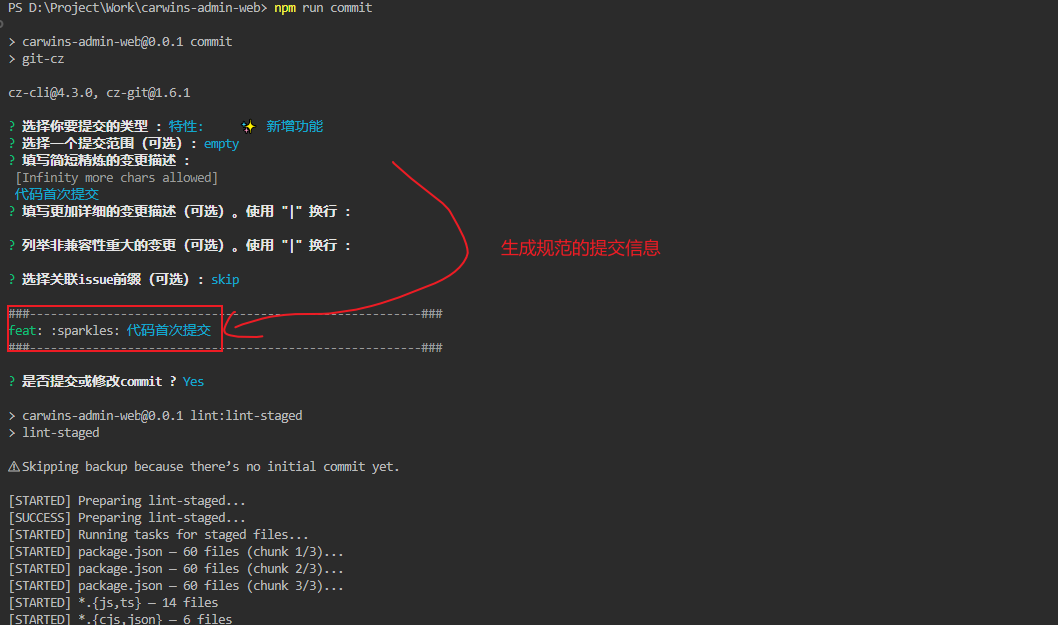 PS D:\Project\Work\carwins-admin-web> npm run commit
> carwins-admin-web@0.0.1 commit
> git-cz
cz-cli@4.3.0, cz-git@1.6.1
? 选择你要提交的类型 : 特性: ✨ 新增功能
? 选择一个提交范围（可选）: empty
? 填写简短精炼的变更描述 :
[Infinity more chars allowed]
代码首次提交
? 填写更加详细的变更描述（可选）。使用 "|" 换行 :
? 列举非兼容性重大的变更（可选）。使用 "|" 换行 :
生成规范的提交信息
? 选择关联issue前缀（可选）: skip
###--------------------------------------------------------###
feat: :sparkles: 代码首次提交
###--------------------------------------------------------###
? 是否提交或修改commit ? Yes
> carwins-admin-web@0.0.1 lint:lint-staged
> lint-staged
⚠Skipping backup because there’s no initial commit yet.
[STARTED] Preparing lint-staged...
[SUCCESS] Preparing lint-staged...
[STARTED] Running tasks for staged files...
[STARTED] package.json — 60 files (chunk 1/3)...
[STARTED] package.json — 60 files (chunk 2/3)...
[STARTED] package.json — 60 files (chunk 3/3)...
[STARTED] *.{js,ts} — 14 files
[STARTED] *.{cjs,json} — 6 files